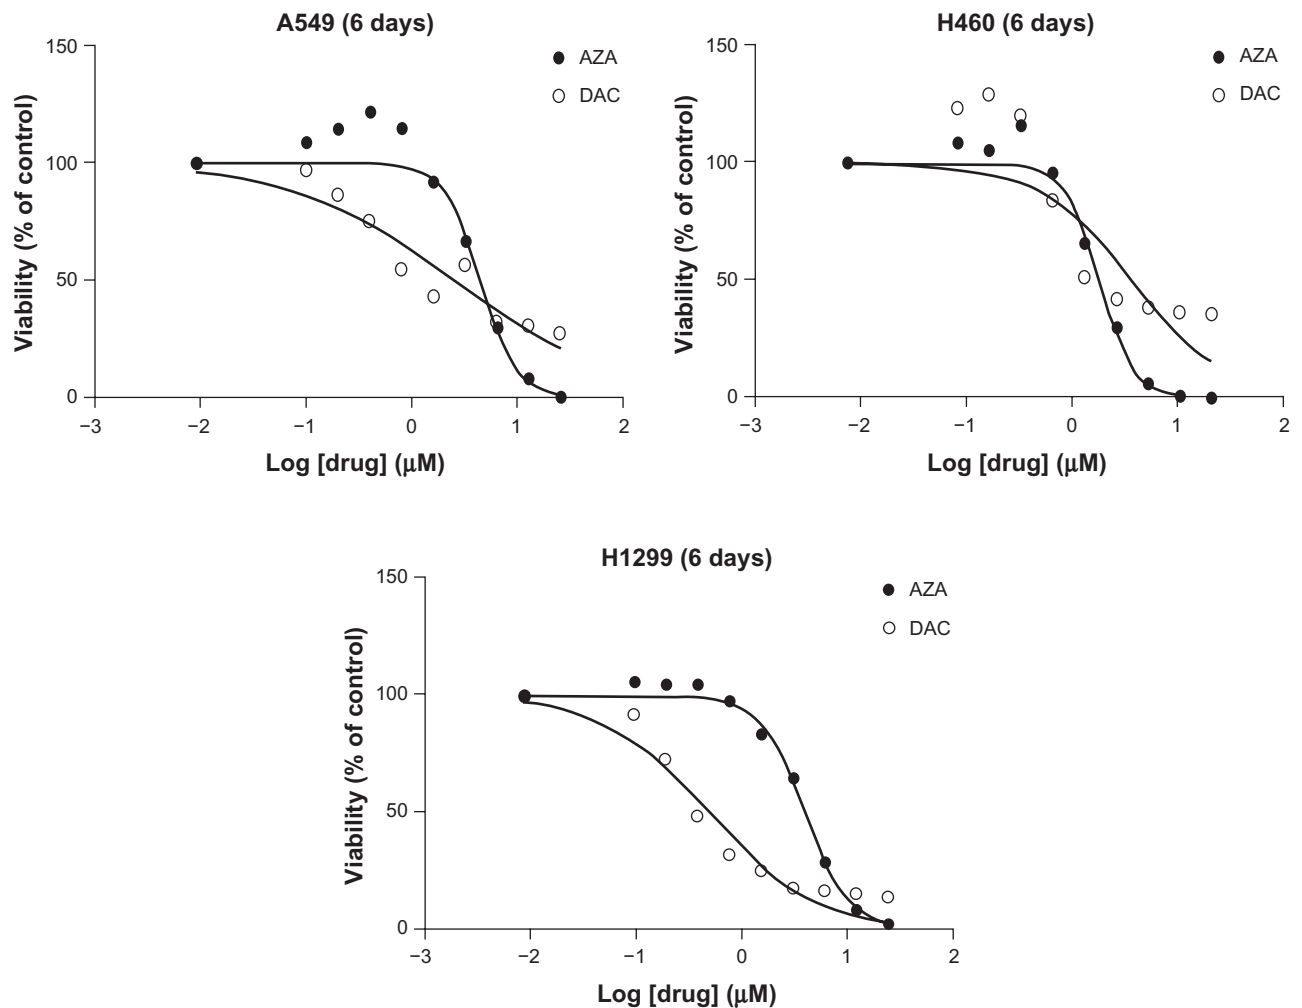 A549 (6 days)
AZA
DAC
Viability (% of control)
150
100
50
0
−3 −2 −1 0 1 2
Log [drug] (μM)
H460 (6 days)
AZA
DAC
Viability (% of control)
150
100
50
0
−3 −2 −1 0 1 2
Log [drug] (μM)
H1299 (6 days)
AZA
DAC
Viability (% of control)
150
100
50
0
−3 −2 −1 0 1 2
Log [drug] (μM)